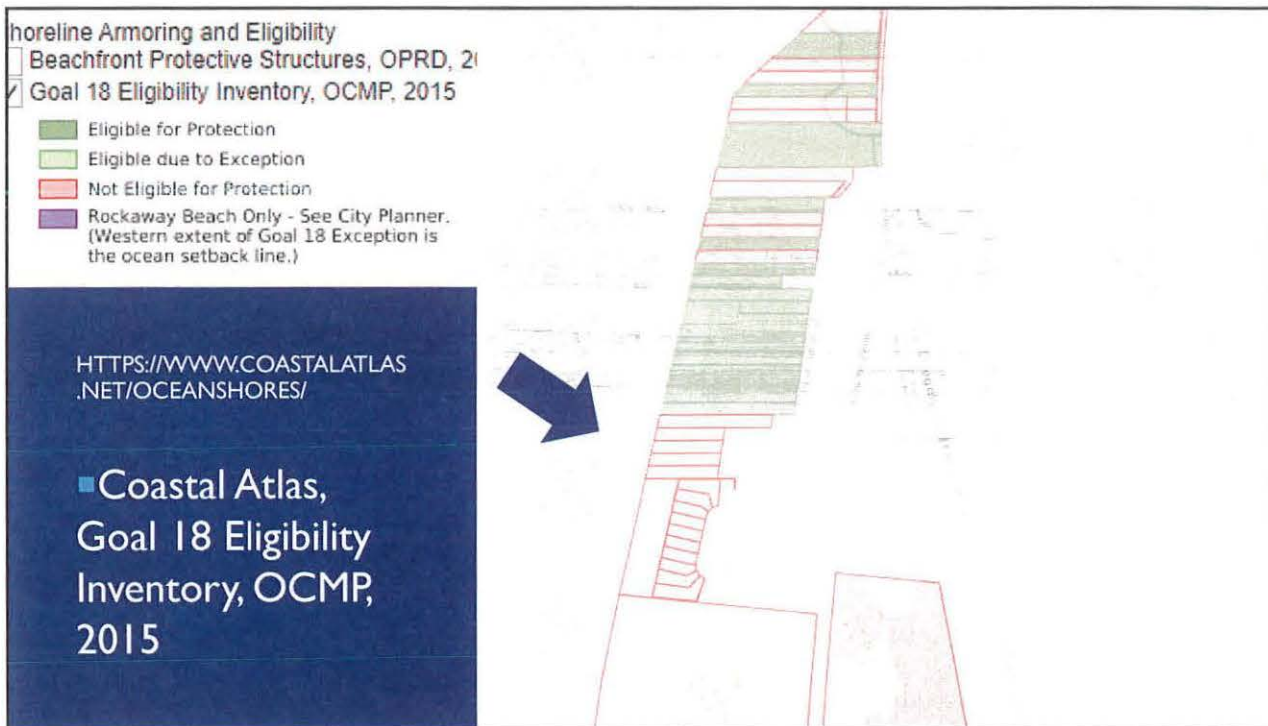 horeline Armoring and Eligibility
Beachfront Protective Structures, OPRD, 2
Goal 18 Eligibility Inventory, OCMP, 2015
Eligible for Protection
Eligible due to Exception
Not Eligible for Protection
Rockaway Beach Only - See City Planner.
(Western extent of Goal 18 Exception is
the ocean setback line.)
HTTPS://WWW.COASTALATLAS
.NET/OCEANSHORES/
Coastal Atlas,
Goal 18 Eligibility
Inventory, OCMP,
2015